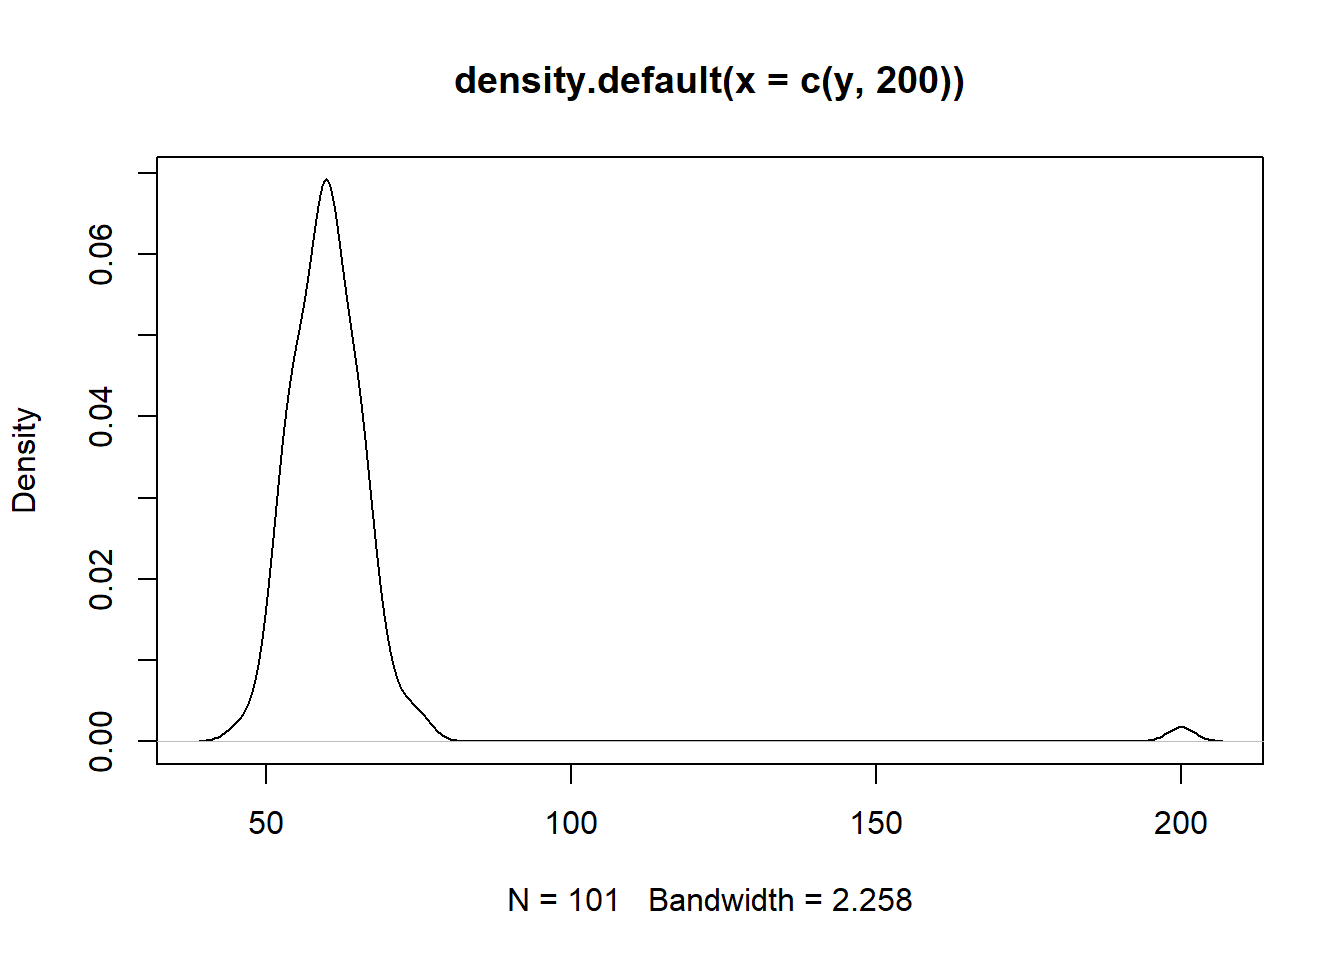 density.default(x = c(y, 200))
Density
0.00
0.02
0.04
0.06
50 100 150 200
N = 101 Bandwidth = 2.258